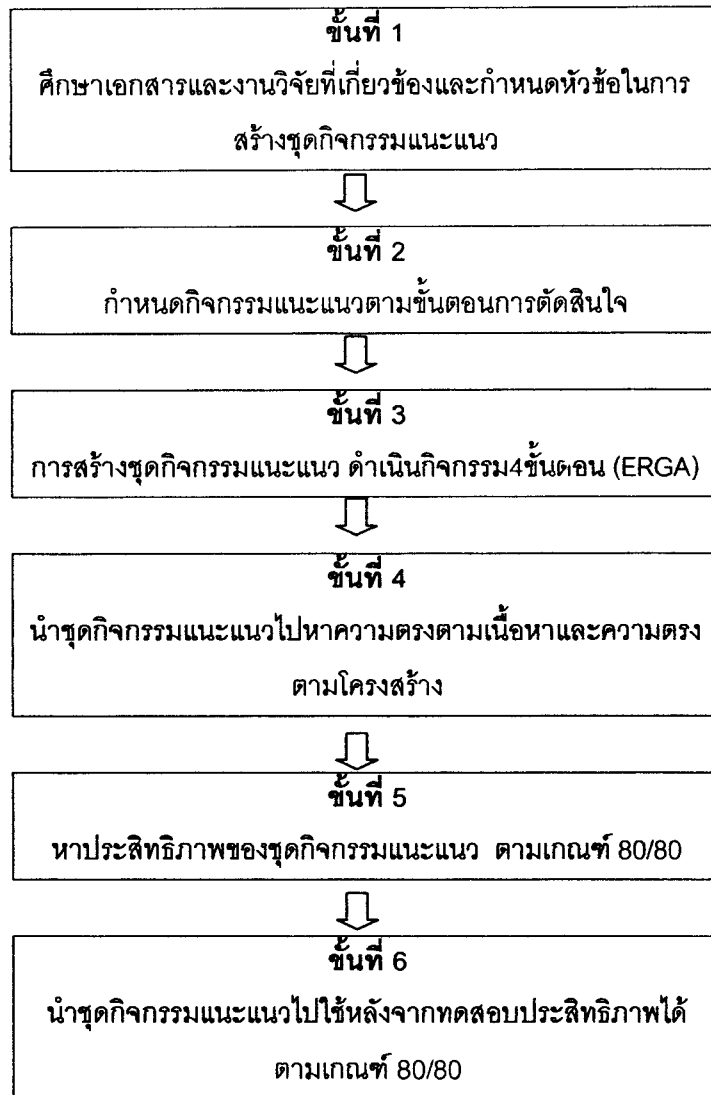 ขั้นที่ 1
ศึกษาเอกสารและงานวิจัยที่เกี่ยวข้องและกำหนดหัวข้อในการ
สร้างชุดกิจกรรมแนะแนว
ขั้นที่ 2
กำหนดกิจกรรมแนะแนวตามขั้นตอนการตัดสินใจ
ขั้นที่ 3
การสร้างชุดกิจกรรมแนะแนว ดำเนินกิจกรรม4ขั้นตอน (ERGA)
ขั้นที่ 4
นำชุดกิจกรรมแนะแนวไปหาความตรงตามเนื้อหาและความตรง
ตามโครงสร้าง
ขั้นที่ 5
หาประสิทธิภาพของชุดกิจกรรมแนะแนว ตามเกณฑ์ 80/80
ขั้นที่ 6
นำชุดกิจกรรมแนะแนวไปใช้หลังจากทดสอบประสิทธิภาพได้
ตามเกณฑ์ 80/80